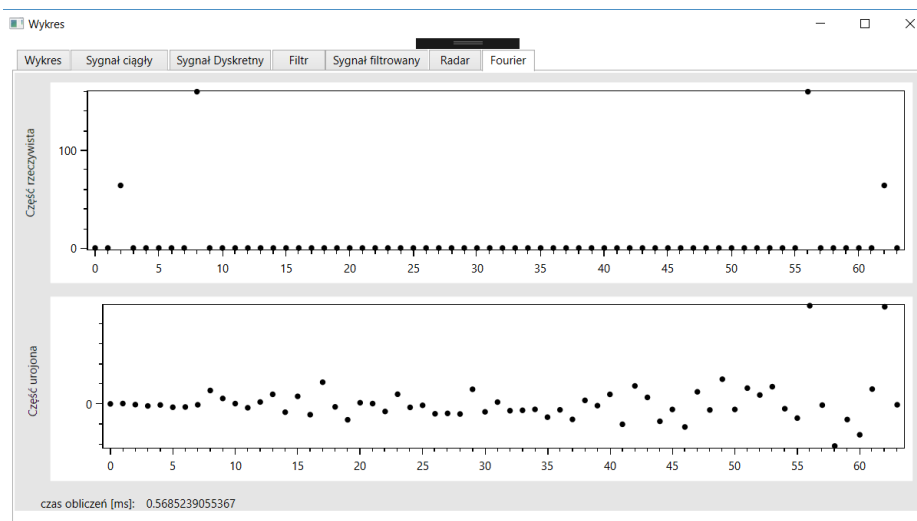 Wykres
Wykres Sygnał ciągły Sygnał Dyskretny Filtr Sygnał filtrowany Radar Fourier
Część rzeczywista
100
0
0 5 10 15 20 25 30 35 40 45 50 55 60
Część urojona
0
0 5 10 15 20 25 30 35 40 45 50 55 60
czas obliczeń [ms]: 0.5685239055367